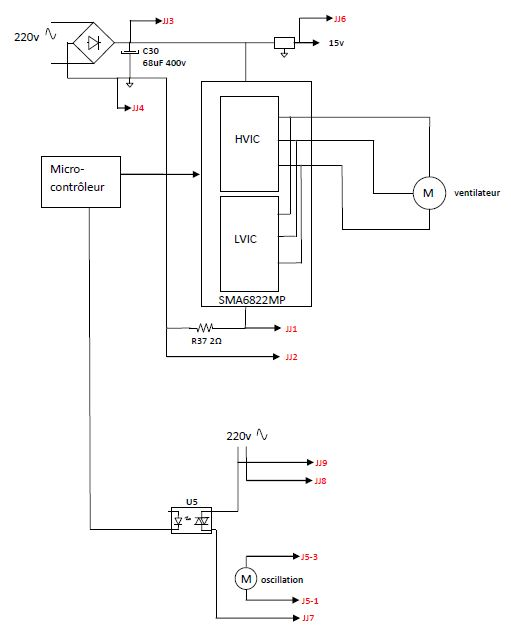 JJ3
JJ6
220v
15v
C30
68uF 400v
JJ4
HVIC
Micro-
contrôleur
M
ventilateur
LVIC
SMA6822MP
JJ1
R37 2Ω
JJ2
220v
JJ9
JJ8
U5
J5-3
M
oscillation
J5-1
JJ7